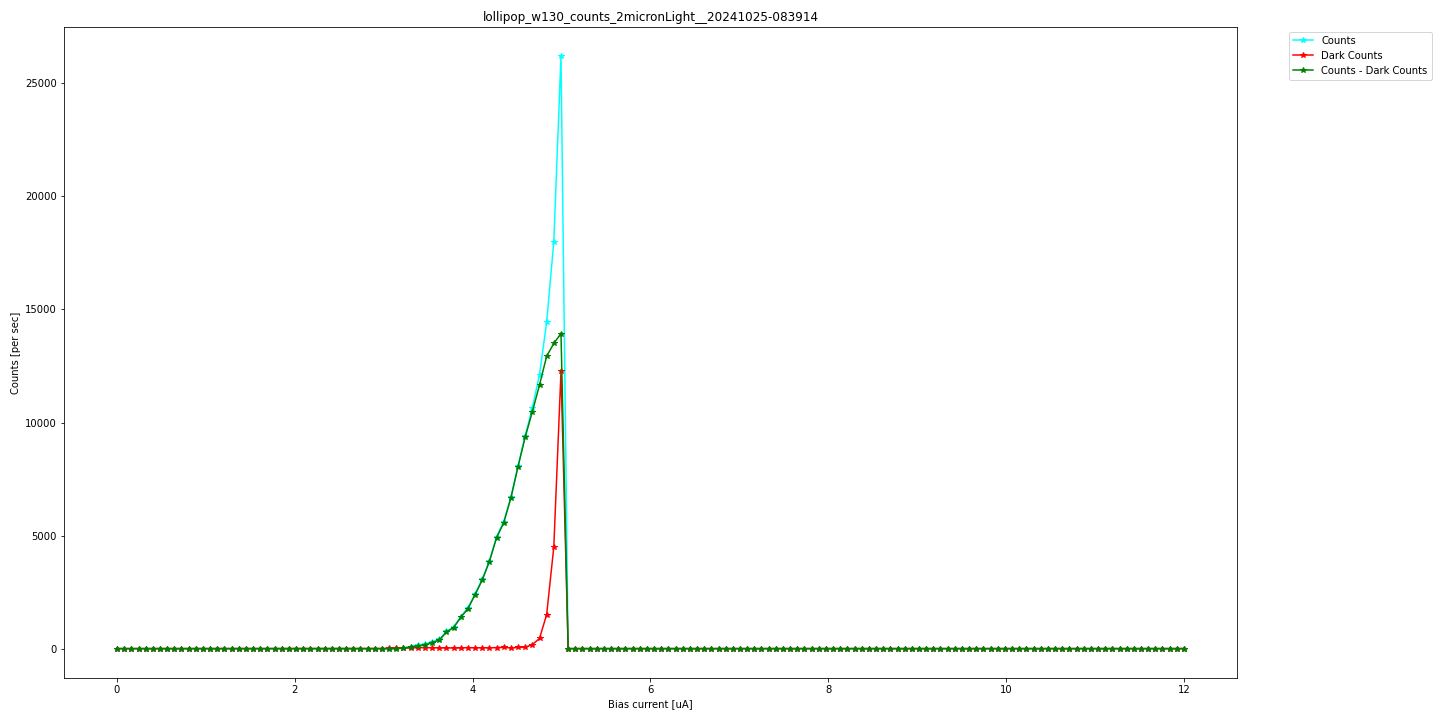 lollipop_w130_counts_2micronLight__20241025-083914
Counts
Dark Counts
Counts - Dark Counts
25000
20000
15000
10000
5000
0
Counts [per sec]
0 2 4 6 8 10 12
Bias current [uA]